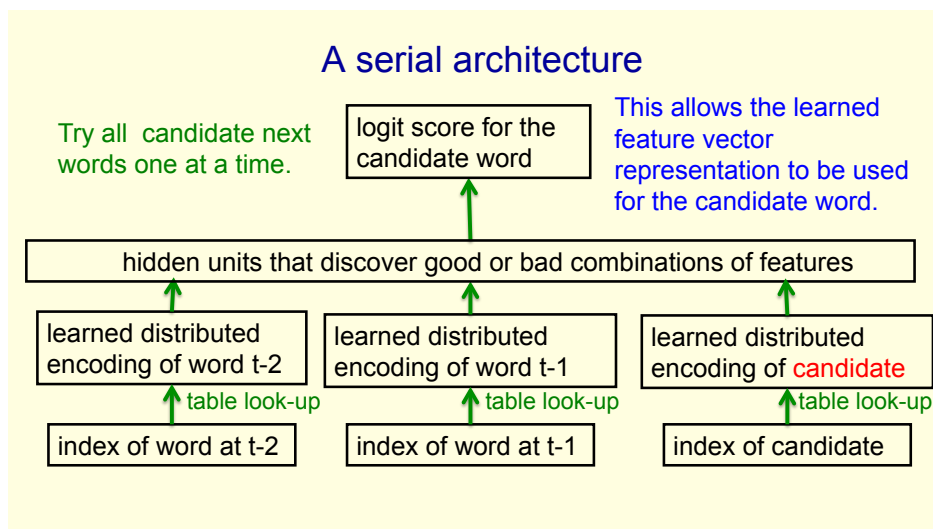 A serial architecture
Try all candidate next
words one at a time.
logit score for the
candidate word
This allows the learned
feature vector
representation to be used
for the candidate word.
hidden units that discover good or bad combinations of features
learned distributed
encoding of word t-2
learned distributed
encoding of word t-1
learned distributed
encoding of candidate
table look-up
table look-up
table look-up
index of word at t-2
index of word at t-1
index of candidate